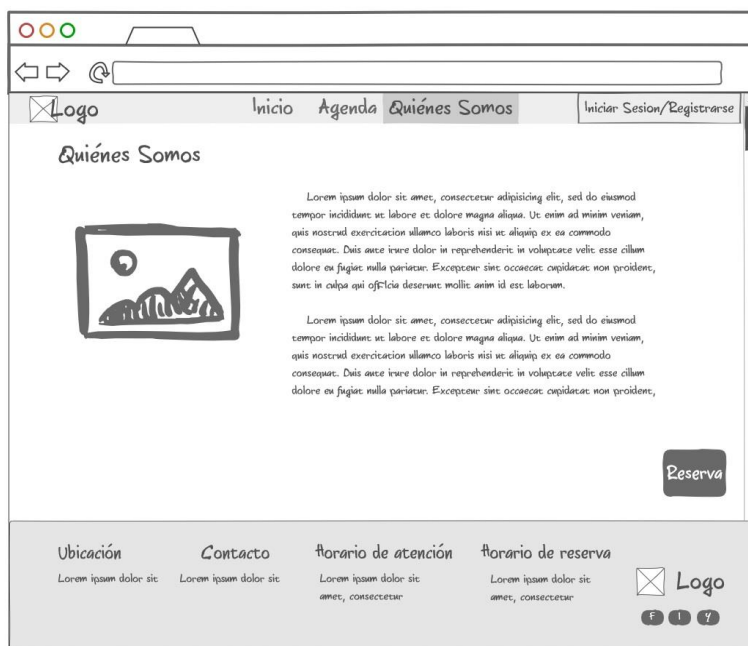 Logo
Inicio Agenda Quiénes Somos
Iniciar Sesion/Registrarse
Quiénes Somos
Lorem ipsum dolor sit amet, consectetur adipisicing elit, sed do eiusmod
tempor incididunt ut labore et dolore magna aliqua. Ut enim ad minim veniam,
quis nostrud exercitation ullamco laboris nisi ut aliquip ex ea commodo
consequat. Duis aute irure dolor in reprehenderit in voluptate velit esse cillum
dolore eu fugiat nulla pariatur. Excepteur sint occaecat cupidatat non proident,
sunt in culpa qui officia deserunt mollit anim id est laborum.
Lorem ipsum dolor sit amet, consectetur adipisicing elit, sed do eiusmod
tempor incididunt ut labore et dolore magna aliqua. Ut enim ad minim veniam,
quis nostrud exercitation ullamco laboris nisi ut aliquip ex ea commodo
consequat. Duis aute irure dolor in reprehenderit in voluptate velit esse cillum
dolore eu fugiat nulla pariatur. Excepteur sint occaecat cupidatat non proident,
Reserva
Ubicación
Lorem ipsum dolor sit
Contacto
Lorem ipsum dolor sit
Horario de atención
Lorem ipsum dolor sit
amet, consectetur
Horario de reserva
Lorem ipsum dolor sit
amet, consectetur
Logo
F I Y